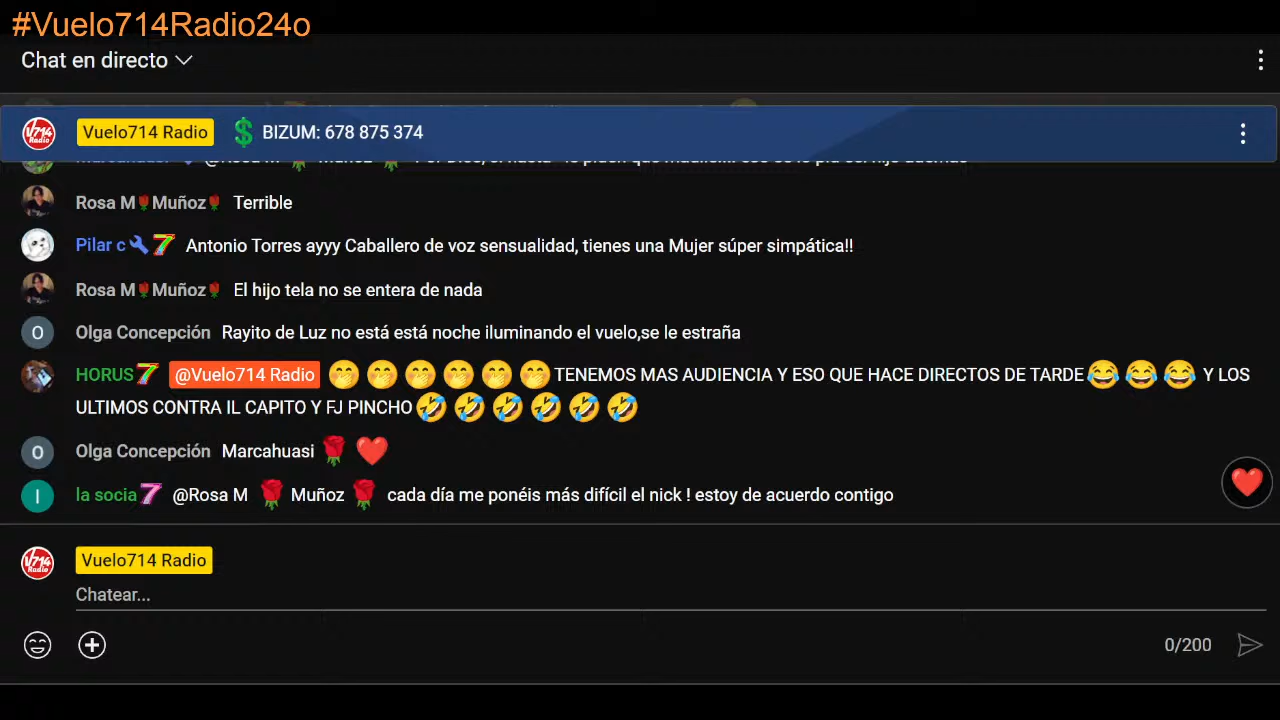 #Vuelo714Radio24o
Chat en directo
Vuelo714 Radio BIZUM: 678 875 374
Rosa M Muñoz Terrible
Pilar c Antonio Torres ayyy Caballero de voz sensualidad, tienes una Mujer súper simpática!!
Rosa M Muñoz El hijo tela no se entera de nada
Olga Concepción Rayito de Luz no está está noche iluminando el vuelo,se le estraña
HORUS @Vuelo714 Radio 🤭🤭🤭🤭🤭🤭TENEMOS MAS AUDIENCIA Y ESO QUE HACE DIRECTOS DE TARDE😂😂😂 Y LOS
ULTIMOS CONTRA IL CAPITO Y FJ PINCHO🤣🤣🤣🤣🤣🤣
Olga Concepción Marcahuasi 🌹❤️
la socia @Rosa M 🌹 Muñoz 🌹 cada día me ponéis más difícil el nick ! estoy de acuerdo contigo
Vuelo714 Radio
Chatear...
0/200